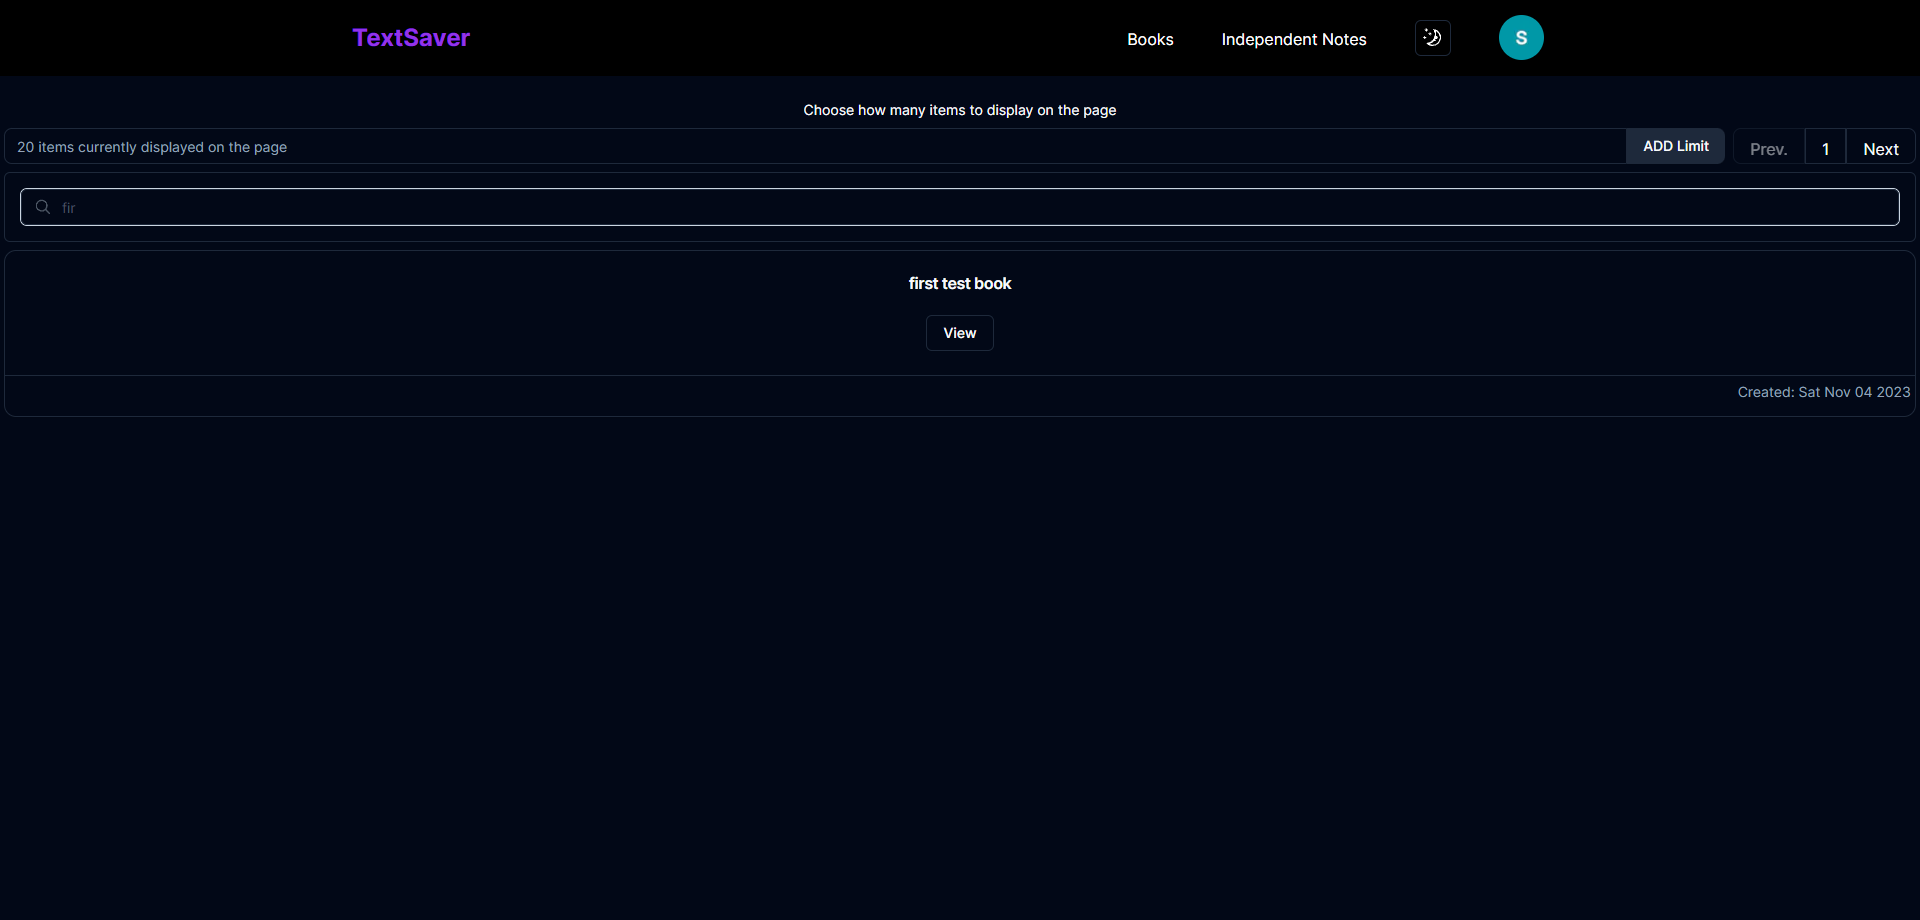 TextSaver
Books
Independent Notes
S
Choose how many items to display on the page
20 items currently displayed on the page
ADD Limit
Prev.
1
Next
fir
first test book
View
Created: Sat Nov 04 2023